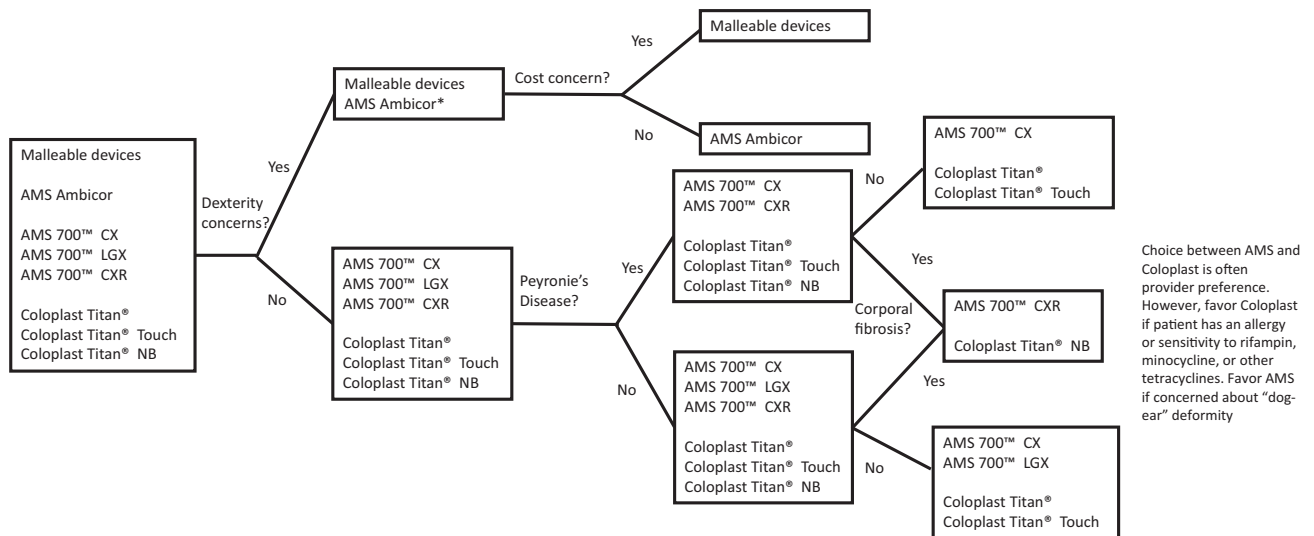 Malleable devices
AMS Ambicor
AMS 700™ CX
AMS 700™ LGX
AMS 700™ CXR
Coloplast Titan®
Coloplast Titan® Touch
Coloplast Titan® NB
Dexterity
concerns?
Yes
No
Malleable devices
AMS Ambicor*
Cost concern?
Yes
No
Malleable devices
AMS Ambicor
AMS 700™ CX
AMS 700™ LGX
AMS 700™ CXR
Coloplast Titan®
Coloplast Titan® Touch
Coloplast Titan® NB
Peyronie's
Disease?
Yes
No
AMS 700™ CX
AMS 700™ CXR
Coloplast Titan®
Coloplast Titan® Touch
Coloplast Titan® NB
AMS 700™ CX
AMS 700™ LGX
AMS 700™ CXR
Coloplast Titan®
Coloplast Titan® Touch
Coloplast Titan® NB
Corporal
fibrosis?
No
Yes
Yes
No
AMS 700™ CX
Coloplast Titan®
Coloplast Titan® Touch
AMS 700™ CXR
Coloplast Titan® NB
AMS 700™ CX
AMS 700™ LGX
Coloplast Titan®
Coloplast Titan® Touch
Choice between AMS and
Coloplast is often
provider preference.
However, favor Coloplast
if patient has an allergy
or sensitivity to rifampin,
minocycline, or other
tetracyclines. Favor AMS
if concerned about “dog-
ear” deformity